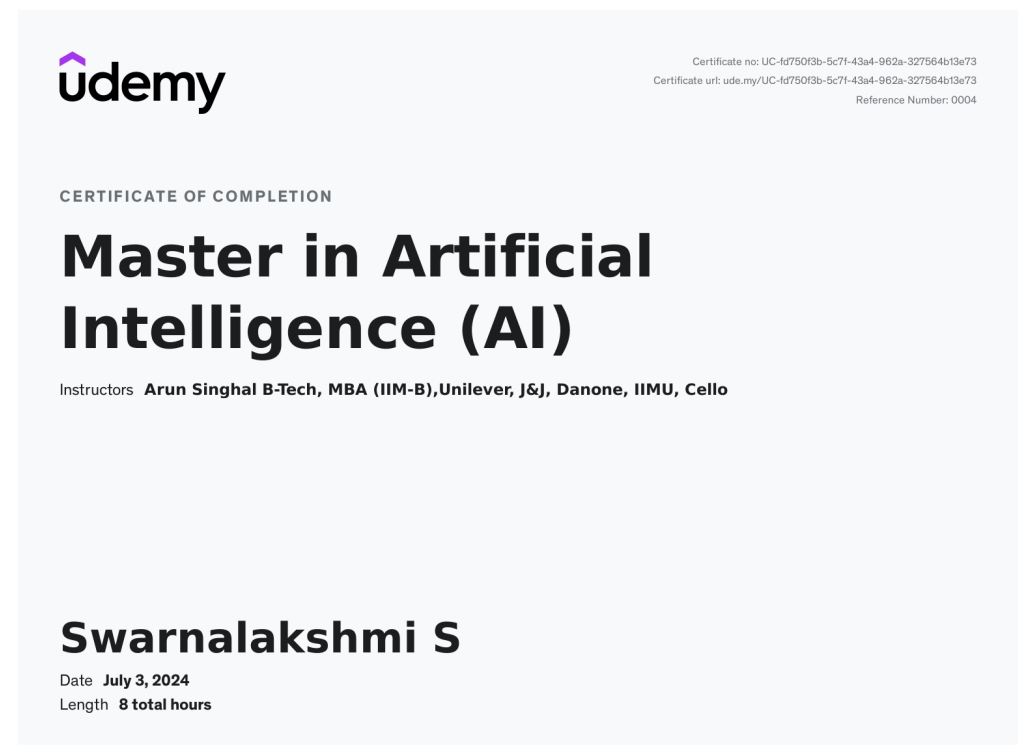 udemy
Certificate no: UC-fd750f3b-5c7f-43a4-962a-327564b13e73
Certificate url: ude.my/UC-fd750f3b-5c7f-43a4-962a-327564b13e73
Reference Number: 0004
CERTIFICATE OF COMPLETION
Master in Artificial
Intelligence (AI)
Instructors Arun Singhal B-Tech, MBA (IIM-B),Unilever, J&J, Danone, IIMU, Cello
Swarnalakshmi S
Date July 3, 2024
Length 8 total hours